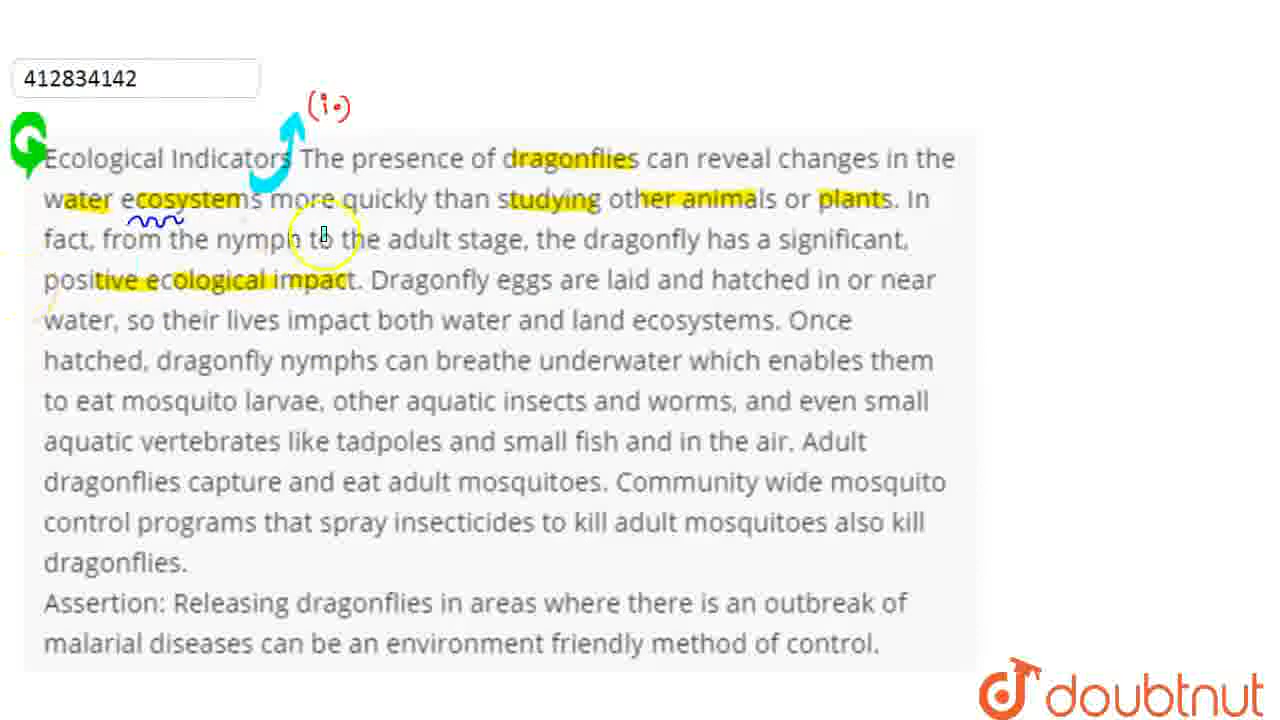 412834142
(i.)
Ecological Indicators The presence of dragonflies can reveal changes in the
water ecosystems more quickly than studying other animals or plants. In
fact, from the nymph to the adult stage, the dragonfly has a significant,
positive ecological impact. Dragonfly eggs are laid and hatched in or near
water, so their lives impact both water and land ecosystems. Once
hatched, dragonfly nymphs can breathe underwater which enables them
to eat mosquito larvae, other aquatic insects and worms, and even small
aquatic vertebrates like tadpoles and small fish and in the air. Adult
dragonflies capture and eat adult mosquitoes. Community wide mosquito
control programs that spray insecticides to kill adult mosquitoes also kill
dragonflies.
Assertion: Releasing dragonflies in areas where there is an outbreak of
malarial diseases can be an environment friendly method of control.
doubtnut